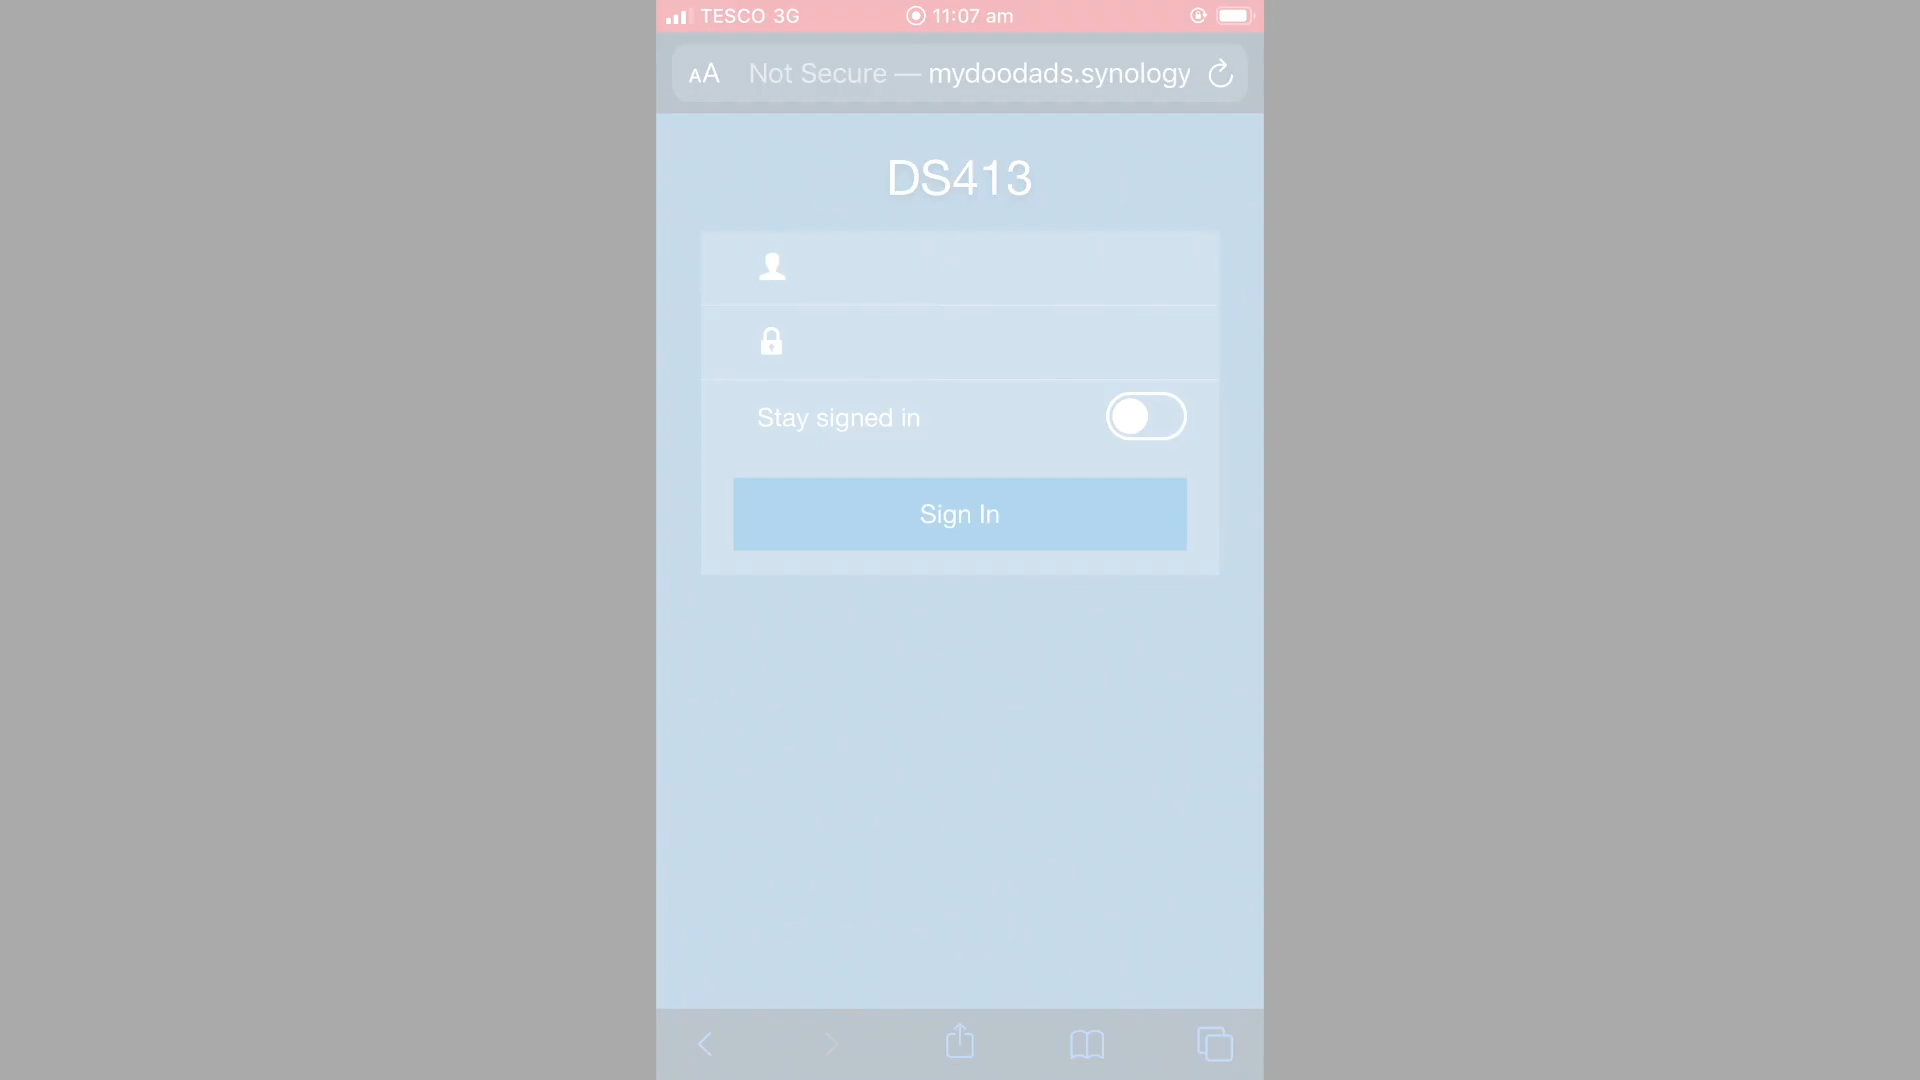 TESCO 3G 11:07 am
AA Not Secure — mydoodads.synology
DS413
Stay signed in
Sign In